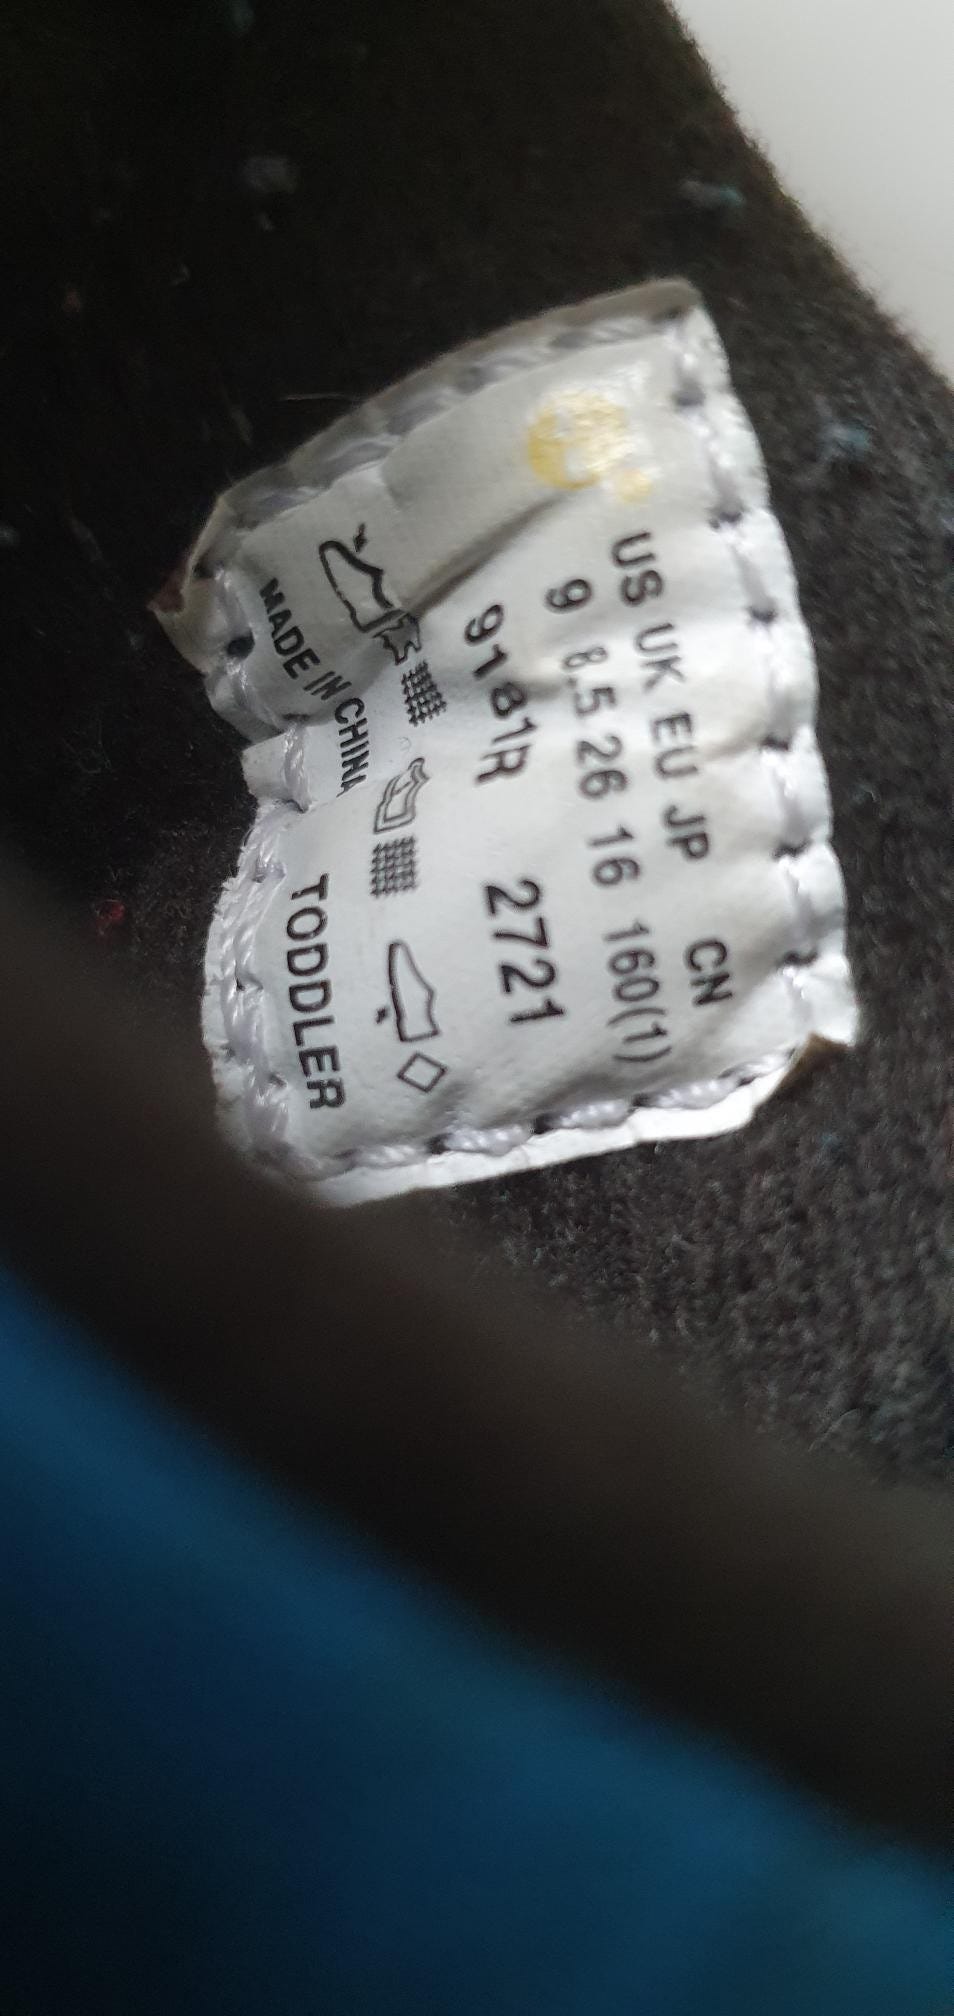 US UK EU JP CN
9 8.5 26 16 160(1)
9181R 2721
MADE IN CHINA
TODDLER